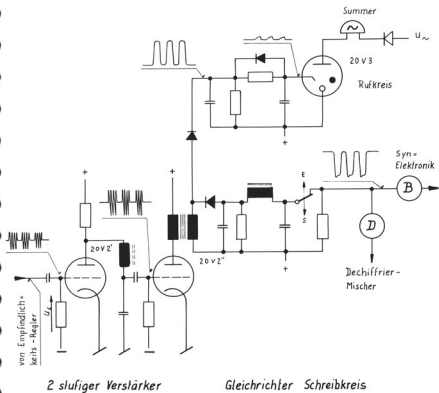 Summer
u~
20 V 3
Rufkreis
+
Syn=
Elektronik
E
S
B
D
Dechiffrier-
Mischer
+
+
20 V 2'
20 V 2"
+
von Empfindlich=
keits-Regler
2 stufiger Verstärker
Gleichrichter Schreibkreis